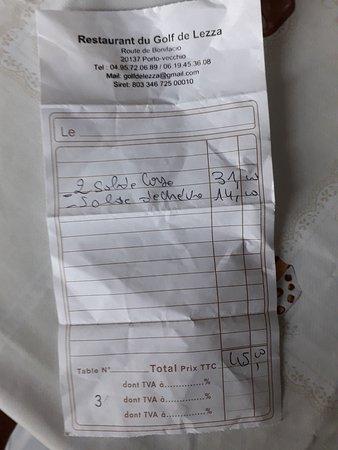 Restaurant du Golf de Lezza
Route de Bonifacio
20137 Porto-vecchio
Tel : 04.95.72.06.89 / 06.19.45.36.08
Mail: golfdelezza@gmail.com
Siret: 803 346 725 00010
Le
- 2 Salade Corse 31,00
- Salade de chèvre 14,00
Table N° Total Prix TTC 45,00
dont TVA à..............%
3 dont TVA à..............%
dont TVA à..............%